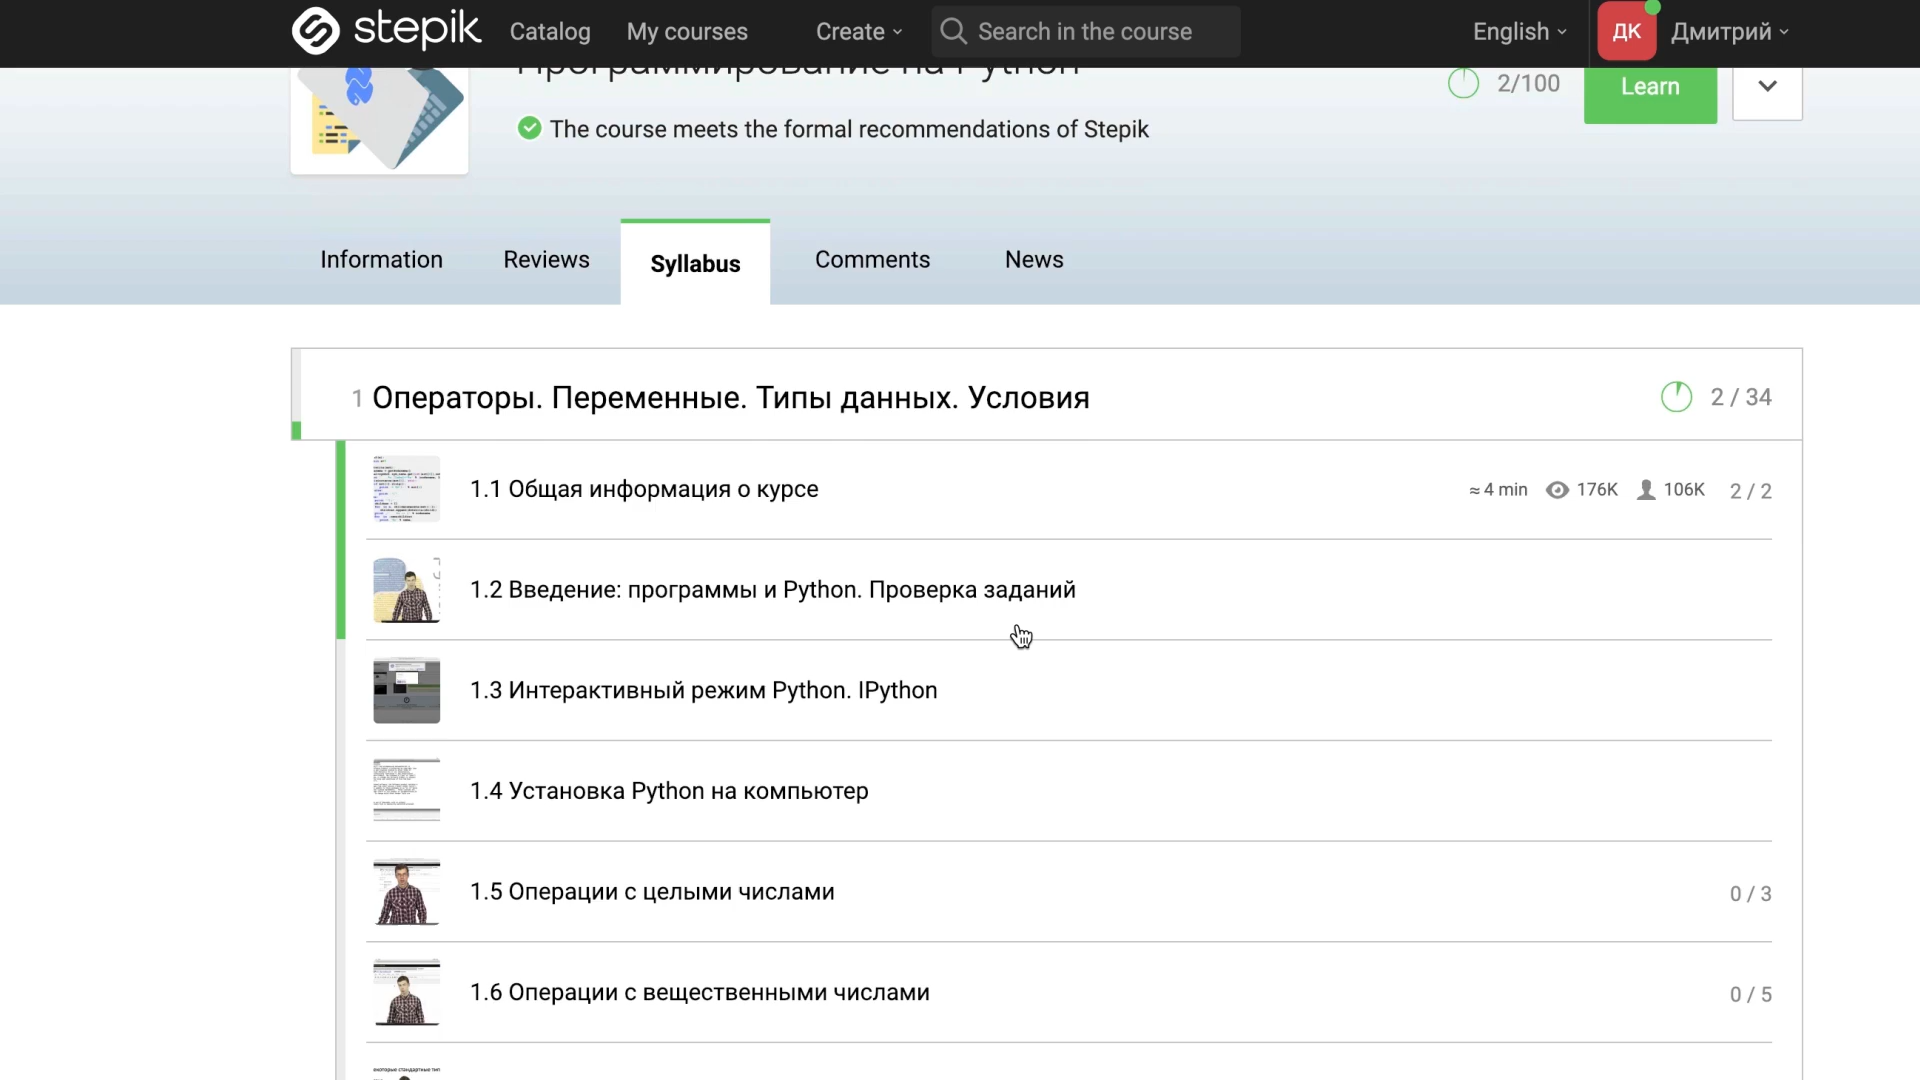 stepik Catalog My courses Create Search in the course English ДК Дмитрий
Программирование на Python 2/100 Learn
The course meets the formal recommendations of Stepik
Information Reviews Syllabus Comments News
1 Операторы. Переменные. Типы данных. Условия 2 / 34
1.1 Общая информация о курсе ≈ 4 min 176K 106K 2 / 2
1.2 Введение: программы и Python. Проверка заданий
1.3 Интерактивный режим Python. IPython
1.4 Установка Python на компьютер
1.5 Операции с целыми числами 0 / 3
1.6 Операции с вещественными числами 0 / 5